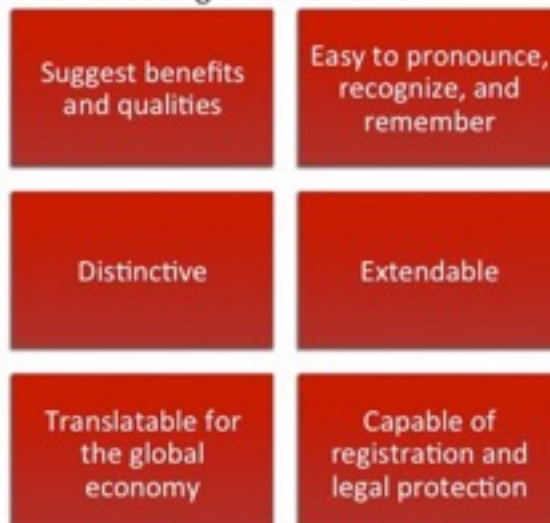 Suggest benefits
and qualities
Easy to pronounce,
recognize, and
remember
Distinctive
Extendable
Translatable for
the global
economy
Capable of
registration and
legal protection